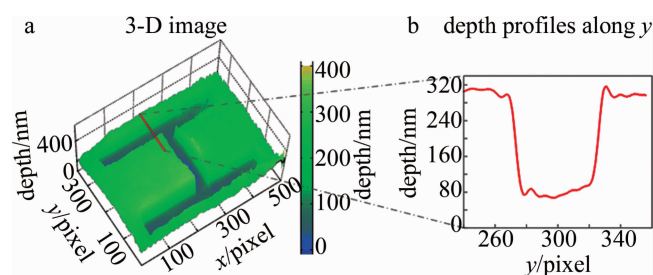 a
3-D image
b
depth profiles along y
400
300
200
100
0
depth/nm
depth/nm
400
0
300
100
y/pixel
100
300
500
x/pixel
depth/nm
320
240
160
80
0
260
300
340
y/pixel